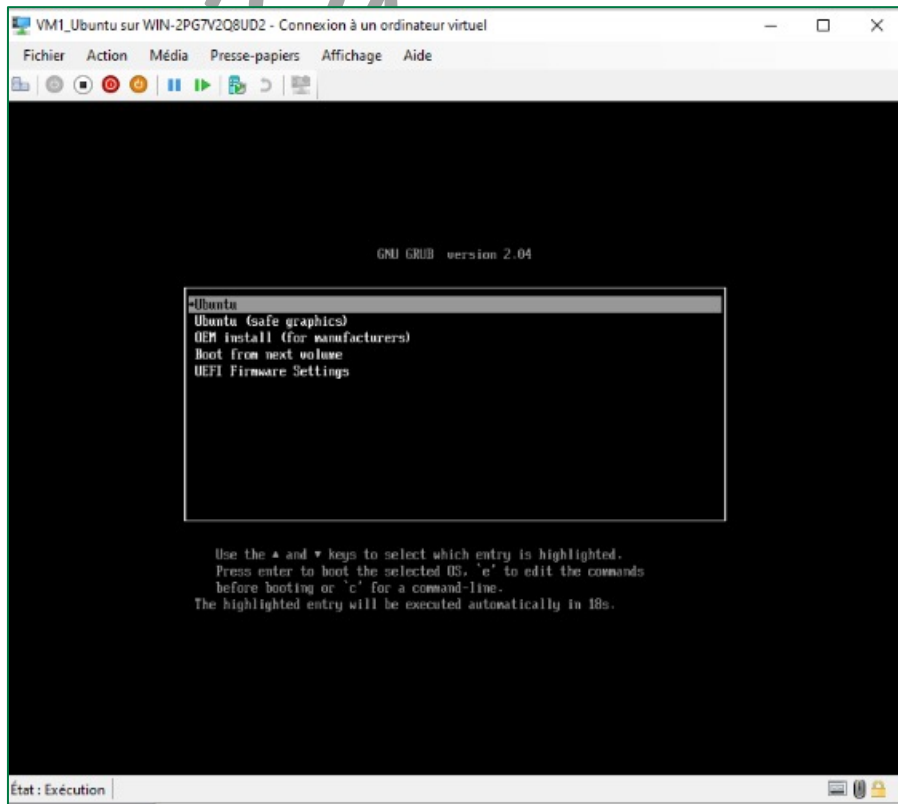 VM1_Ubuntu sur WIN-2PG7V2Q8UD2 - Connexion à un ordinateur virtuel
Fichier Action Média Presse-papiers Affichage Aide
GNU GRUB version 2.04
*Ubuntu
Ubuntu (safe graphics)
OEM install (for manufacturers)
Boot from next volume
UEFI Firmware Settings
Use the ▲ and ▼ keys to select which entry is highlighted.
Press enter to boot the selected OS, `e' to edit the commands
before booting or `c' for a command-line.
The highlighted entry will be executed automatically in 18s.
État : Exécution